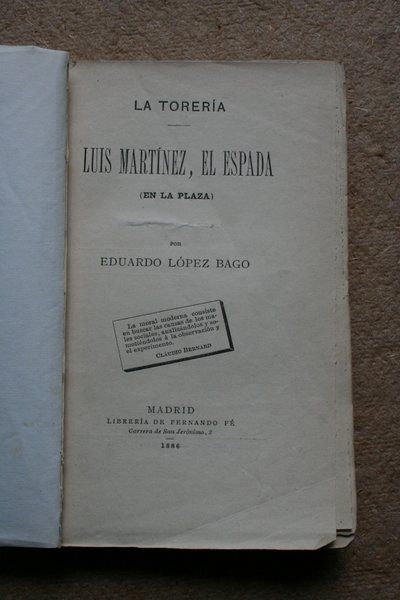 LA TORERÍA
LUIS MARTÍNEZ, EL ESPADA
(EN LA PLAZA)
POR
EDUARDO LÓPEZ BAGO
La moral moderna consiste
en buscar las causas de los ma-
les sociales, analizándolos y so-
metiéndolos á la observación y
el experimento.
CLAUDIO BERNARD
MADRID
LIBRERÍA DE FERNANDO FÉ
Carrera de San Jerónimo, 2
1886